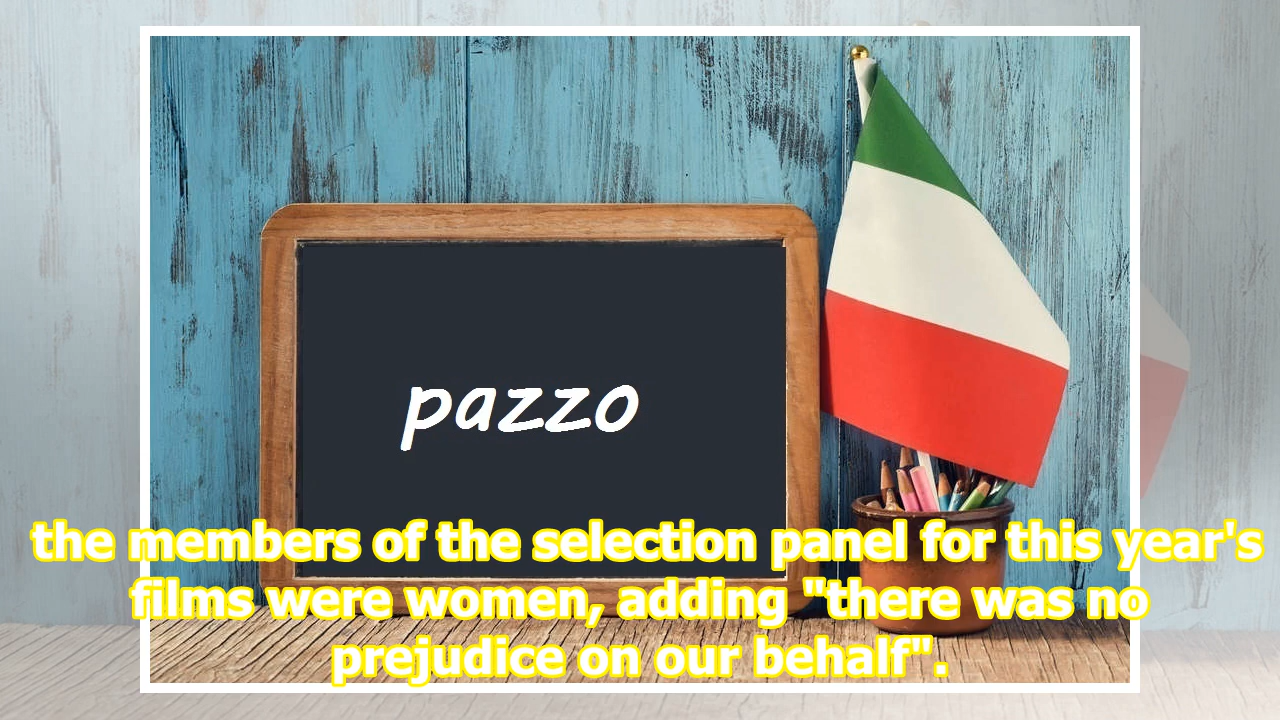 pazzo
the members of the selection panel for this year's
films were women, adding "there was no
prejudice on our behalf".